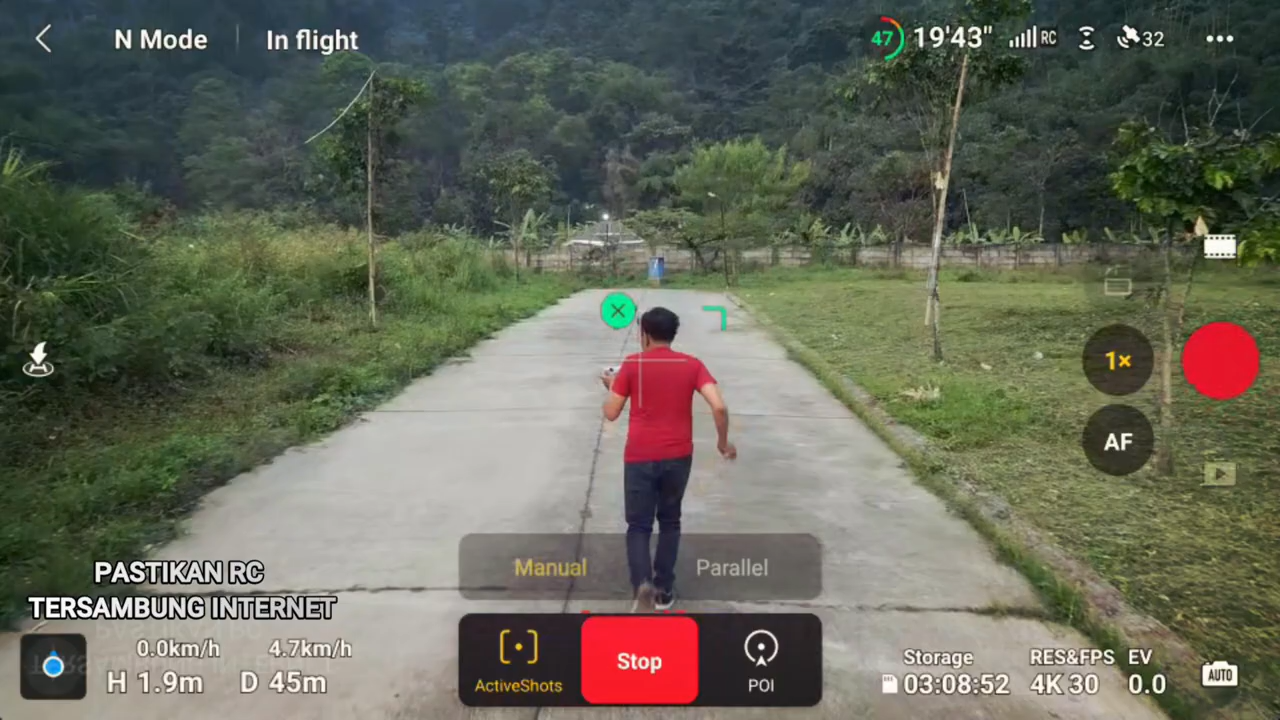 N Mode
In flight
47
19'43"
RC
32
1×
AF
PASTIKAN RC
TERSAMBUNG INTERNET
Manual
Parallel
0.0km/h
4.7km/h
H 1.9m
D 45m
ActiveShots
Stop
POI
Storage
03:08:52
RES&FPS
4K 30
EV
0.0
AUTO